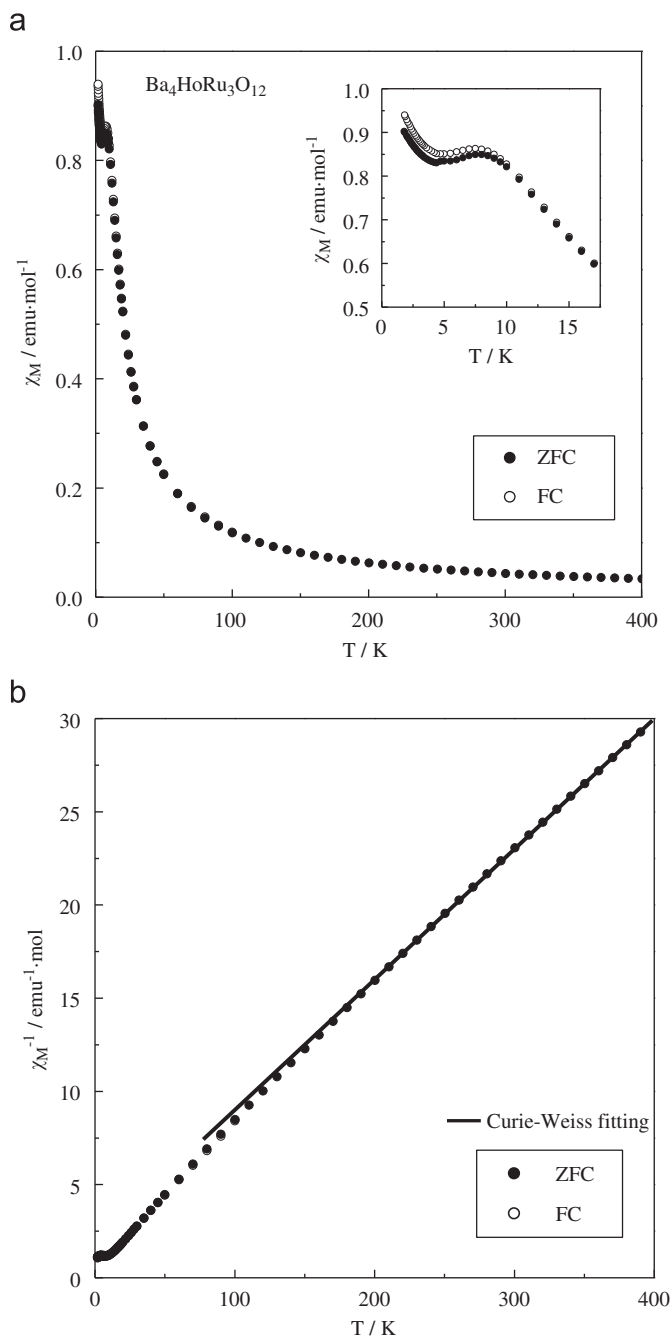 a
Ba₄HoRu₃O₁₂
χM / emu·mol⁻¹
1.0
0.8
0.6
0.4
0.2
0.0
0 100 200 300 400
T / K
χM / emu·mol⁻¹
1.0
0.9
0.8
0.7
0.6
0.5
0 5 10 15
T / K
ZFC
FC
b
χM⁻¹ / emu⁻¹·mol
30
25
20
15
10
5
0
0 100 200 300 400
T / K
Curie-Weiss fitting
ZFC
FC